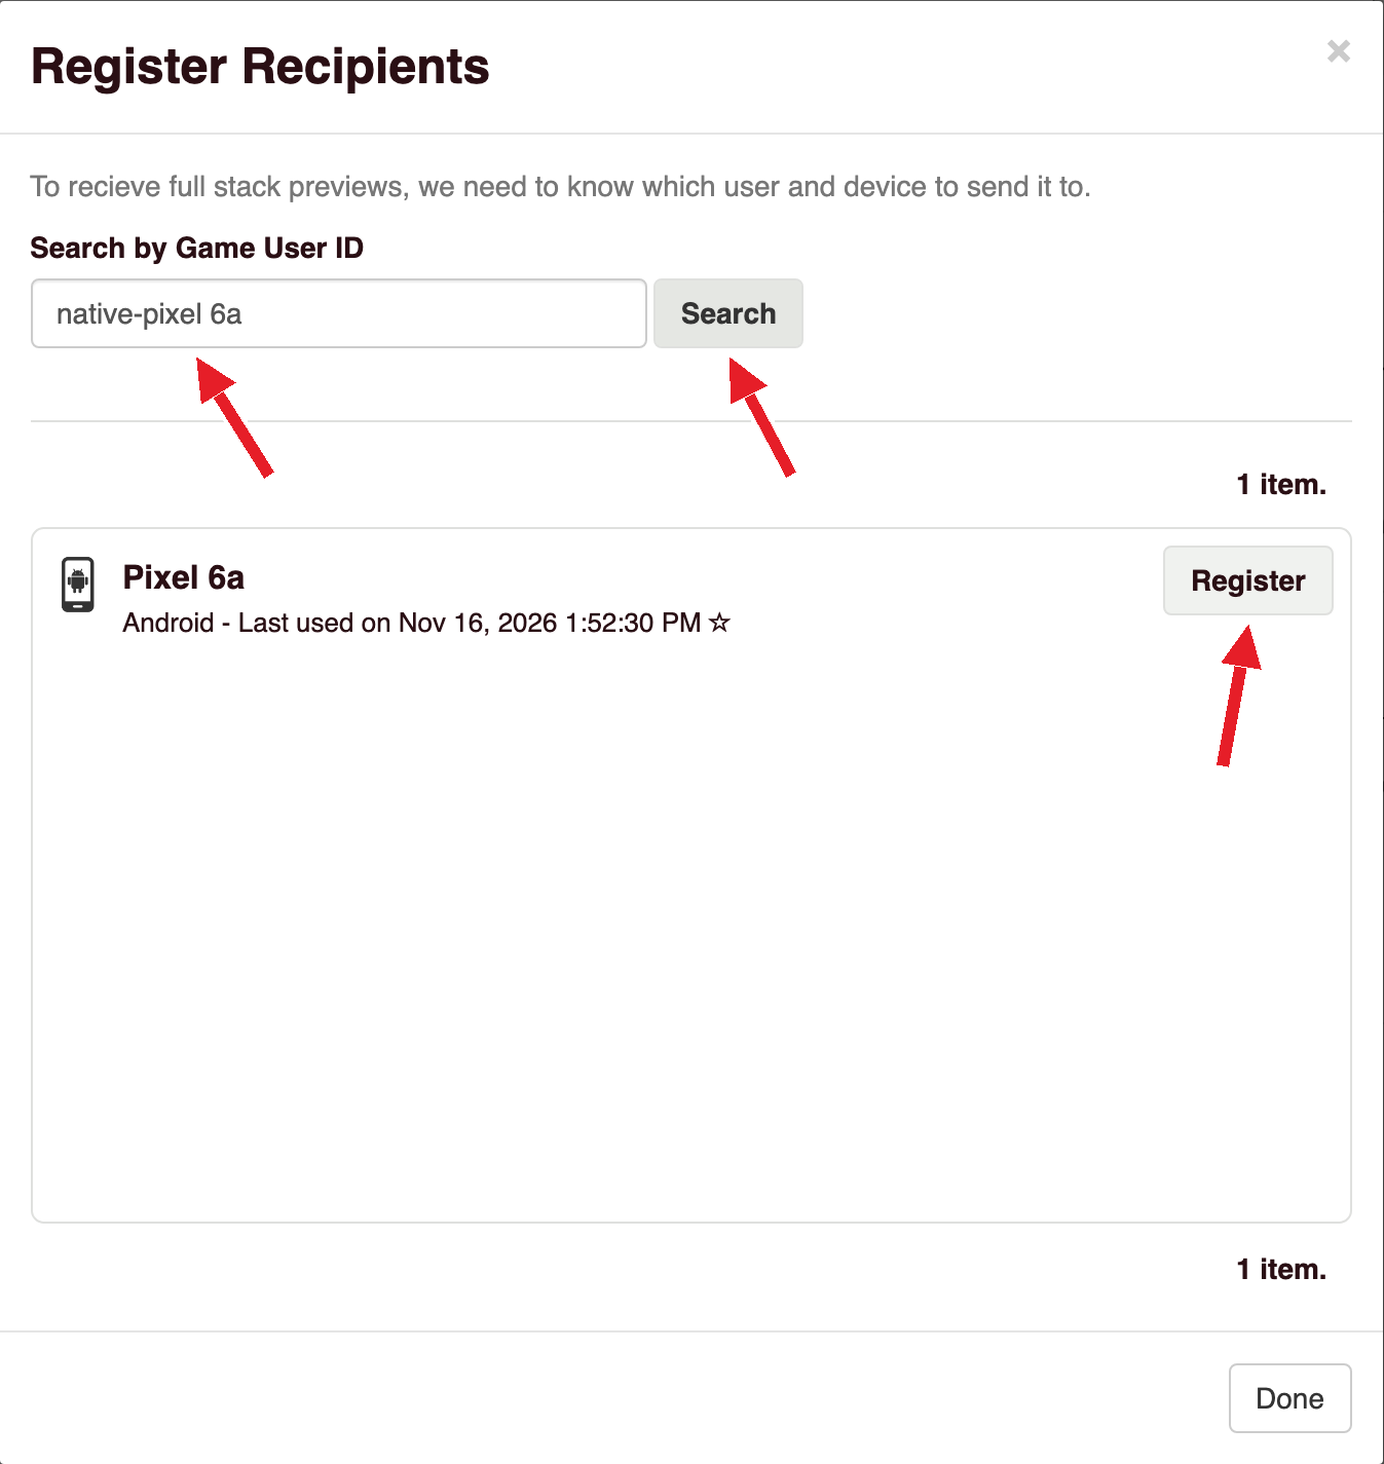 Register Recipients
×
To recieve full stack previews, we need to know which user and device to send it to.
Search by Game User ID
native-pixel 6a
Search
1 item.
Pixel 6a
Register
Android - Last used on Nov 16, 2026 1:52:30 PM ☆
1 item.
Done